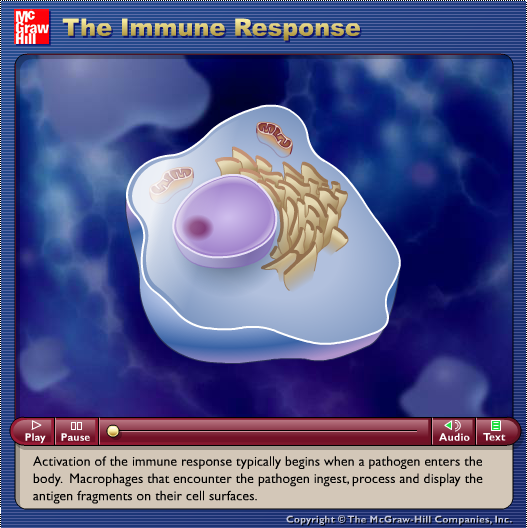 Mc
Graw
Hill
The Immune Response
Play
Pause
Audio
Text
Activation of the immune response typically begins when a pathogen enters the
body. Macrophages that encounter the pathogen ingest, process and display the
antigen fragments on their cell surfaces.
Copyright © The McGraw-Hill Companies, Inc.